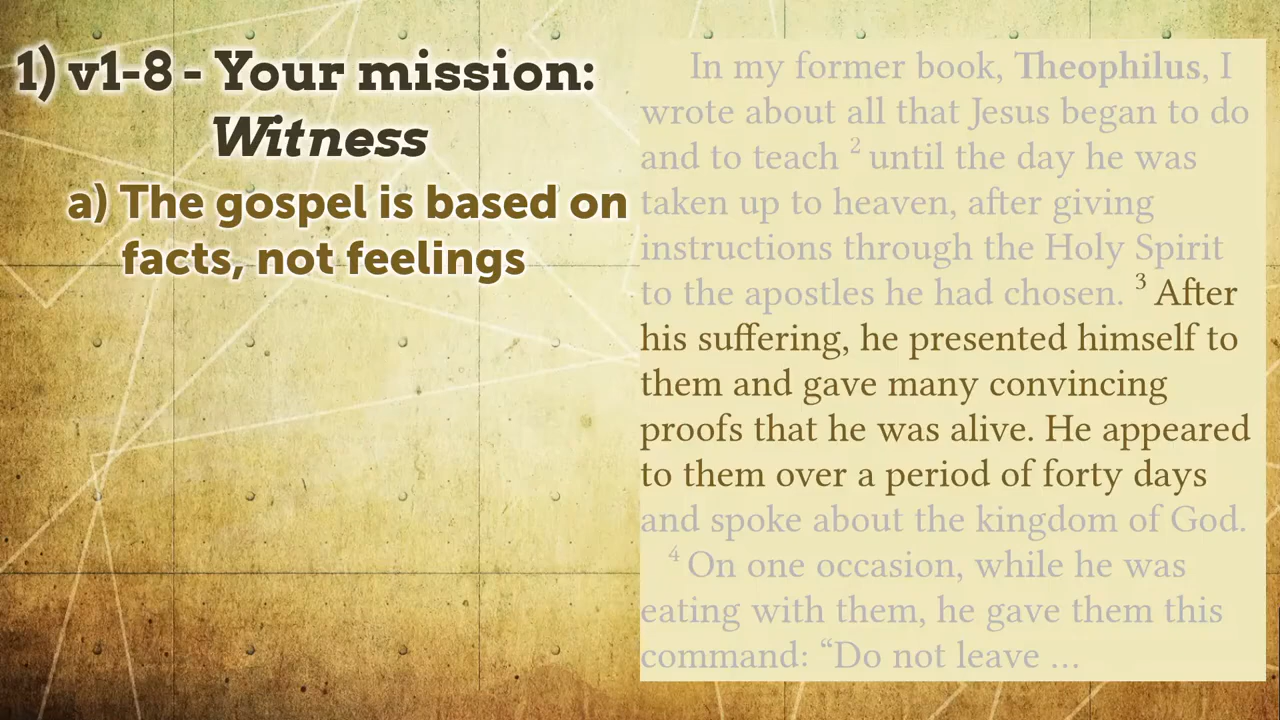 1) v1-8 - Your mission:
Witness
a) The gospel is based on
facts, not feelings
In my former book, Theophilus, I
wrote about all that Jesus began to do
and to teach 2 until the day he was
taken up to heaven, after giving
instructions through the Holy Spirit
to the apostles he had chosen. 3 After
his suffering, he presented himself to
them and gave many convincing
proofs that he was alive. He appeared
to them over a period of forty days
and spoke about the kingdom of God.
4 On one occasion, while he was
eating with them, he gave them this
command: “Do not leave ...